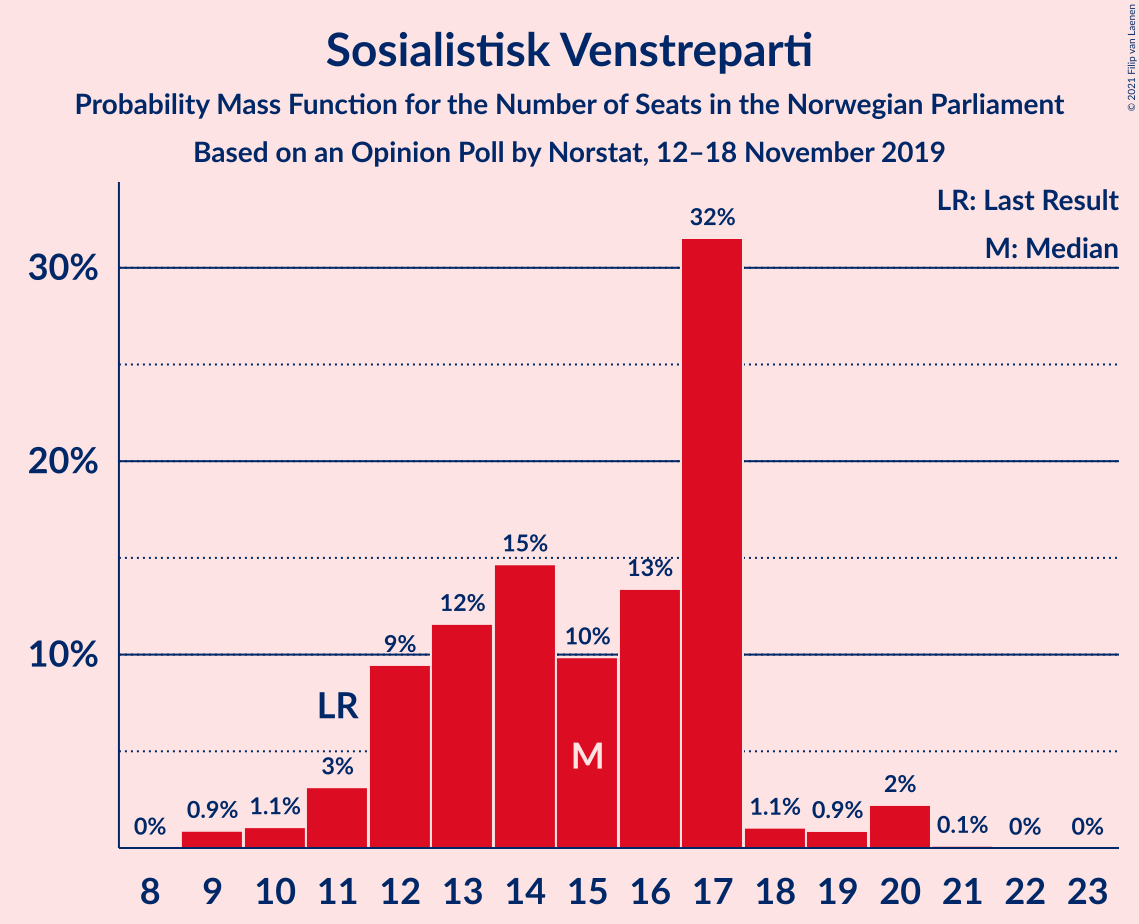 Sosialistisk Venstreparti
Probability Mass Function for the Number of Seats in the Norwegian Parliament
Based on an Opinion Poll by Norstat, 12–18 November 2019
© 2021 Filip van Laenen
LR: Last Result
M: Median
30%
20%
10%
0%
0.9%
1.1%
3%
LR
9%
12%
15%
10%
M
13%
32%
1.1%
0.9%
2%
0.1%
0%
0%
8 9 10 11 12 13 14 15 16 17 18 19 20 21 22 23